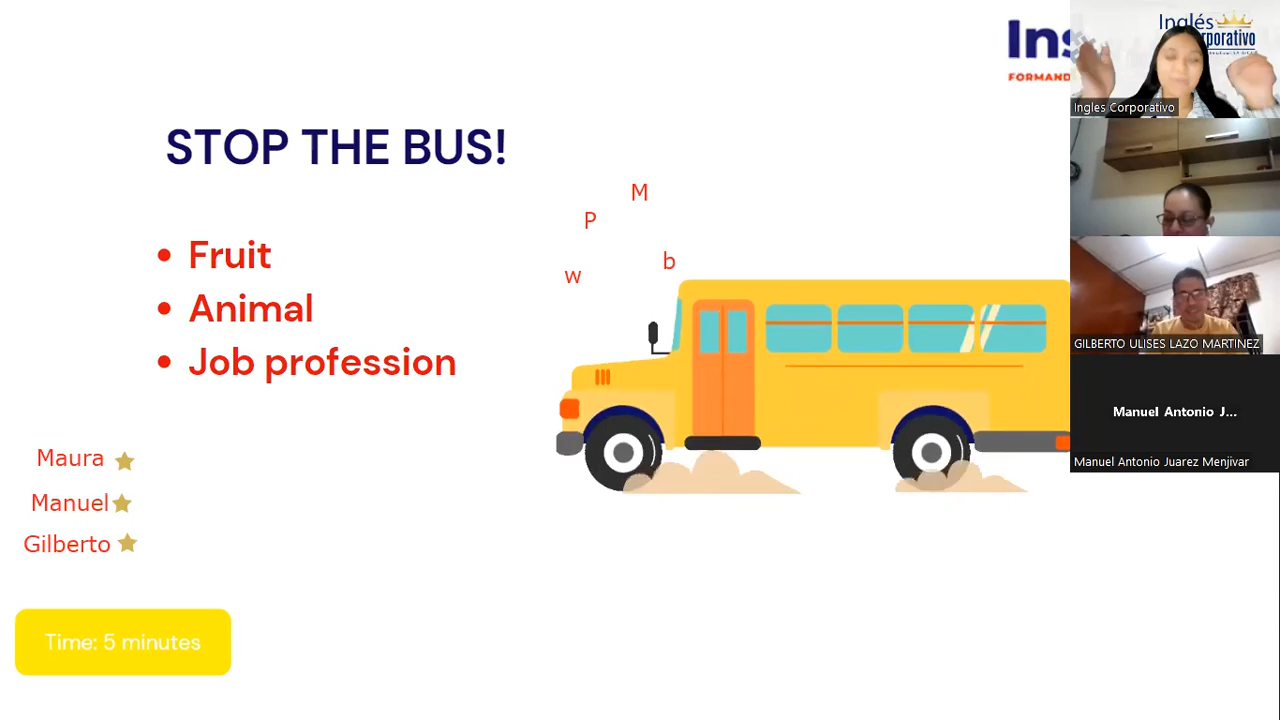 Ins
FORMAND
STOP THE BUS!
M
P
b
w
• Fruit
• Animal
• Job profession
Maura
Manuel
Gilberto
Time: 5 minutes
Inglés
rporativo
Ingles Corporativo
GILBERTO ULISES LAZO MARTINEZ
Manuel Antonio J...
Manuel Antonio Juarez Menjivar